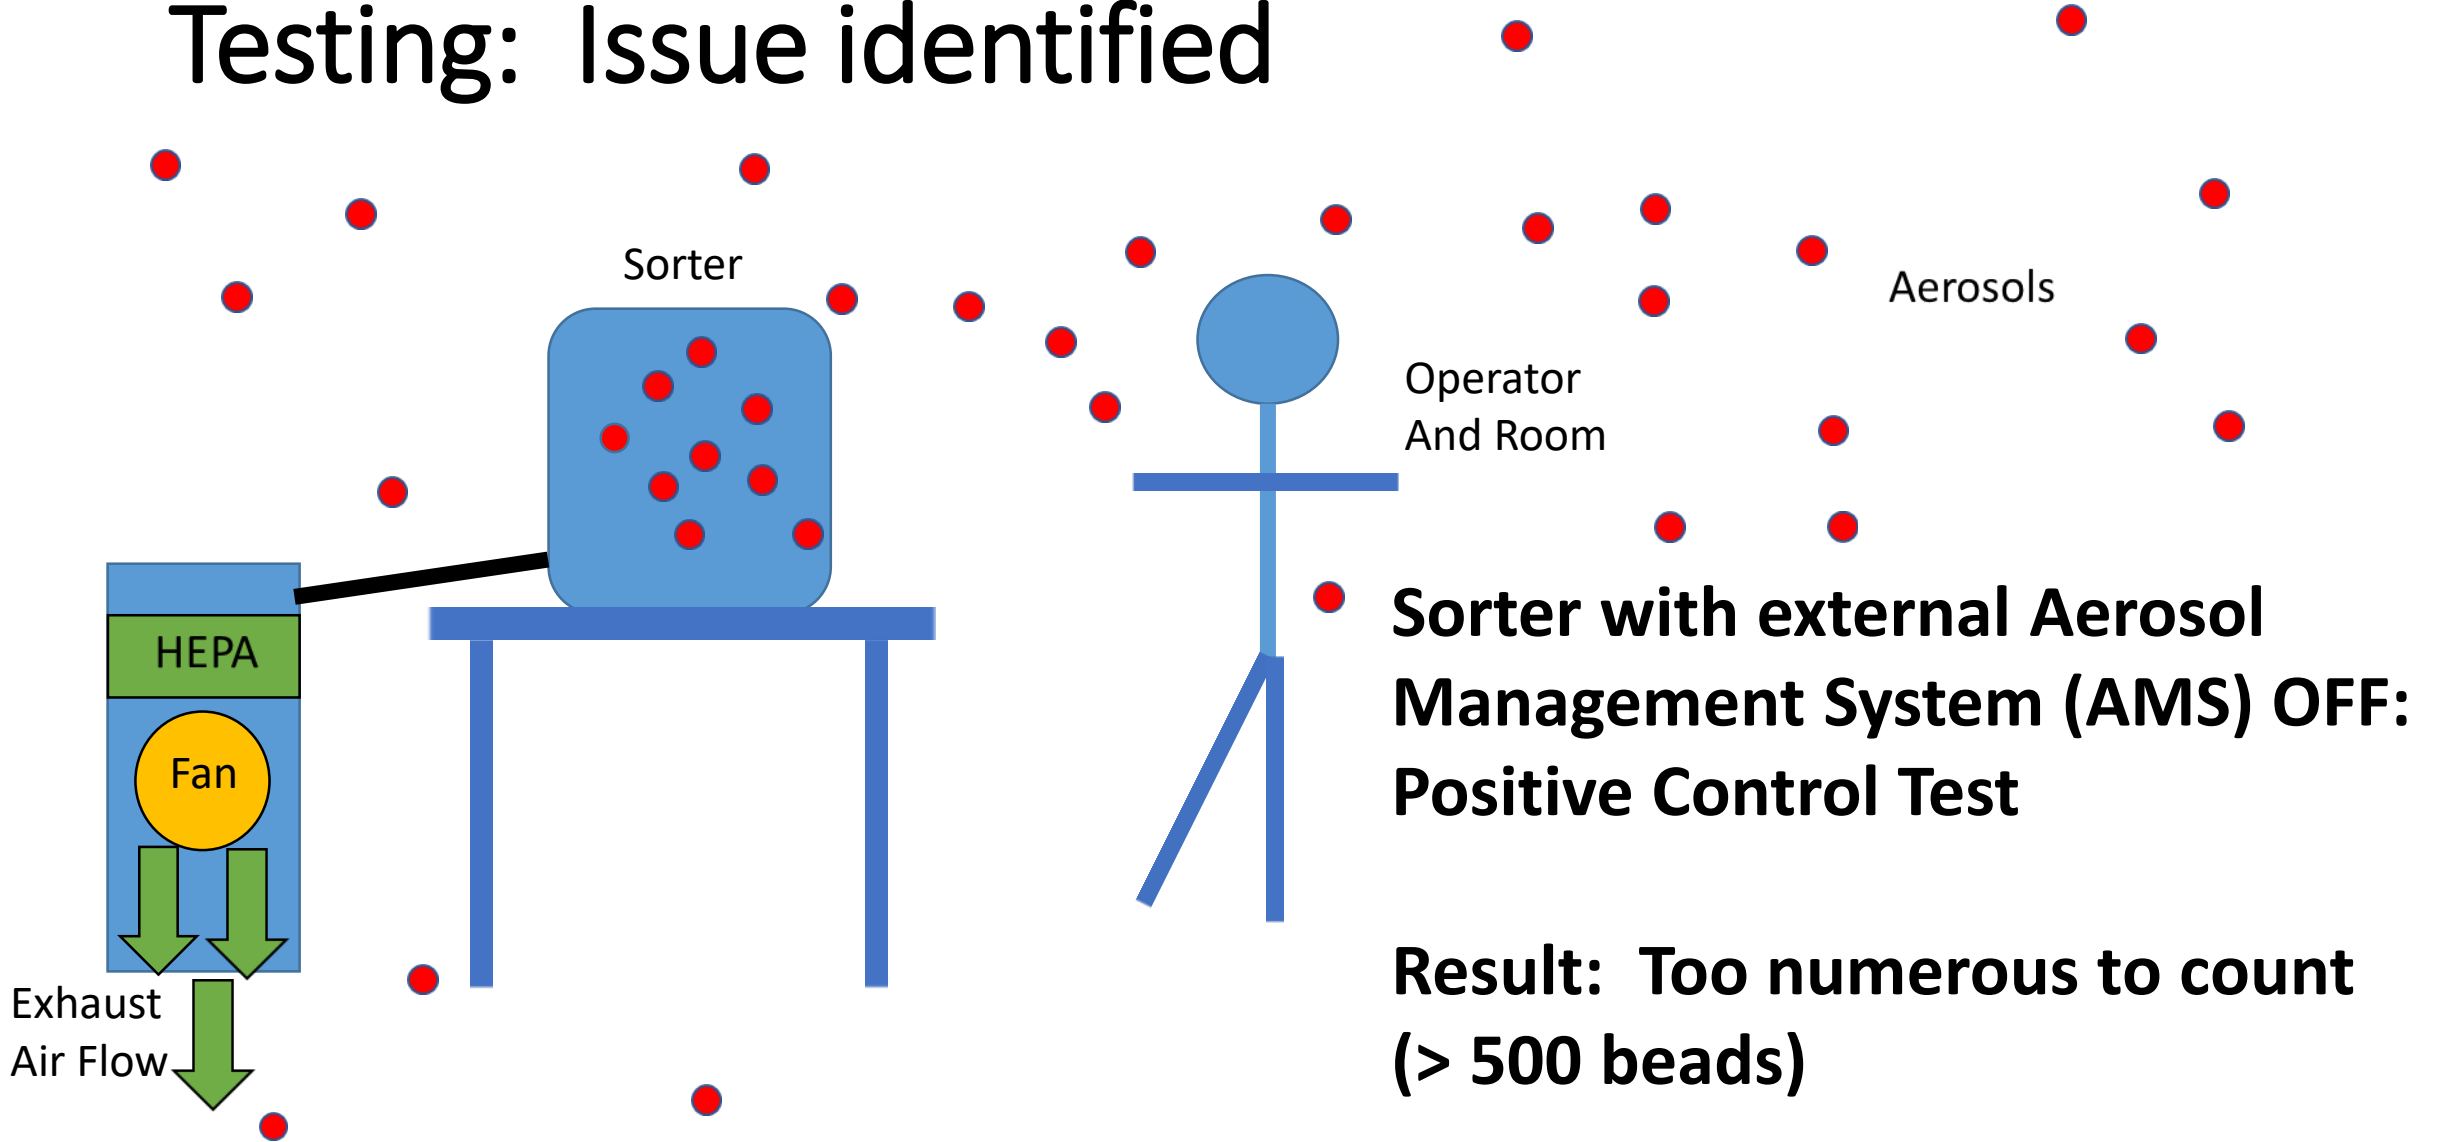 Testing:  Issue identified
Sorter
Aerosols
Operator
And Room
HEPA
Fan
Exhaust
Air Flow
Sorter with external Aerosol
Management System (AMS) OFF:
Positive Control Test
Result:  Too numerous to count
(> 500 beads)